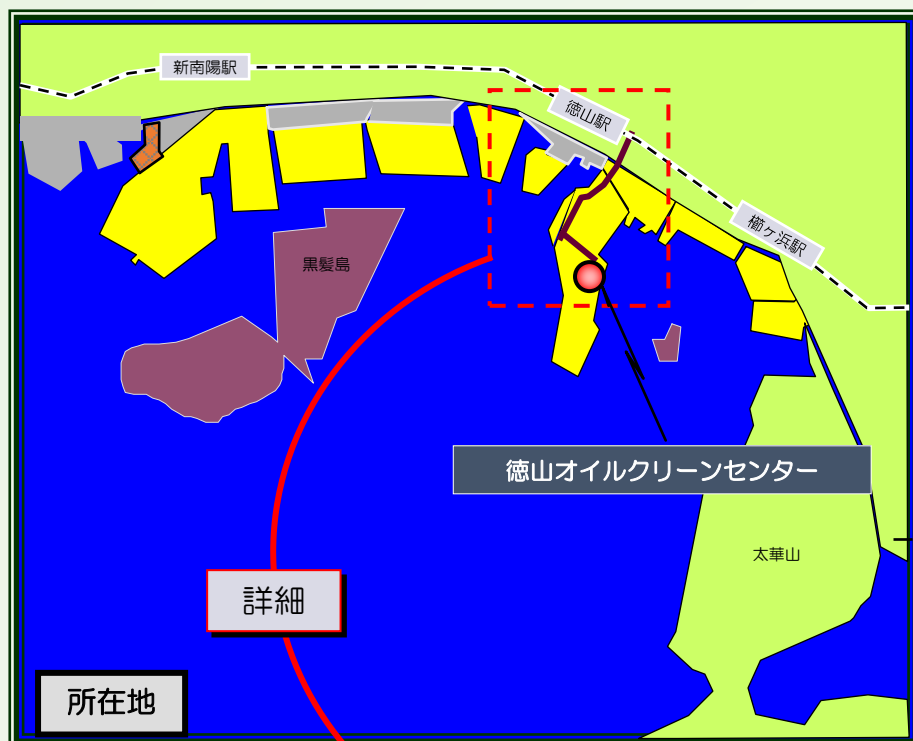 新南陽駅
徳山駅
櫛ヶ浜駅
黒髪島
徳山オイルクリーンセンター
太華山
詳細
所在地